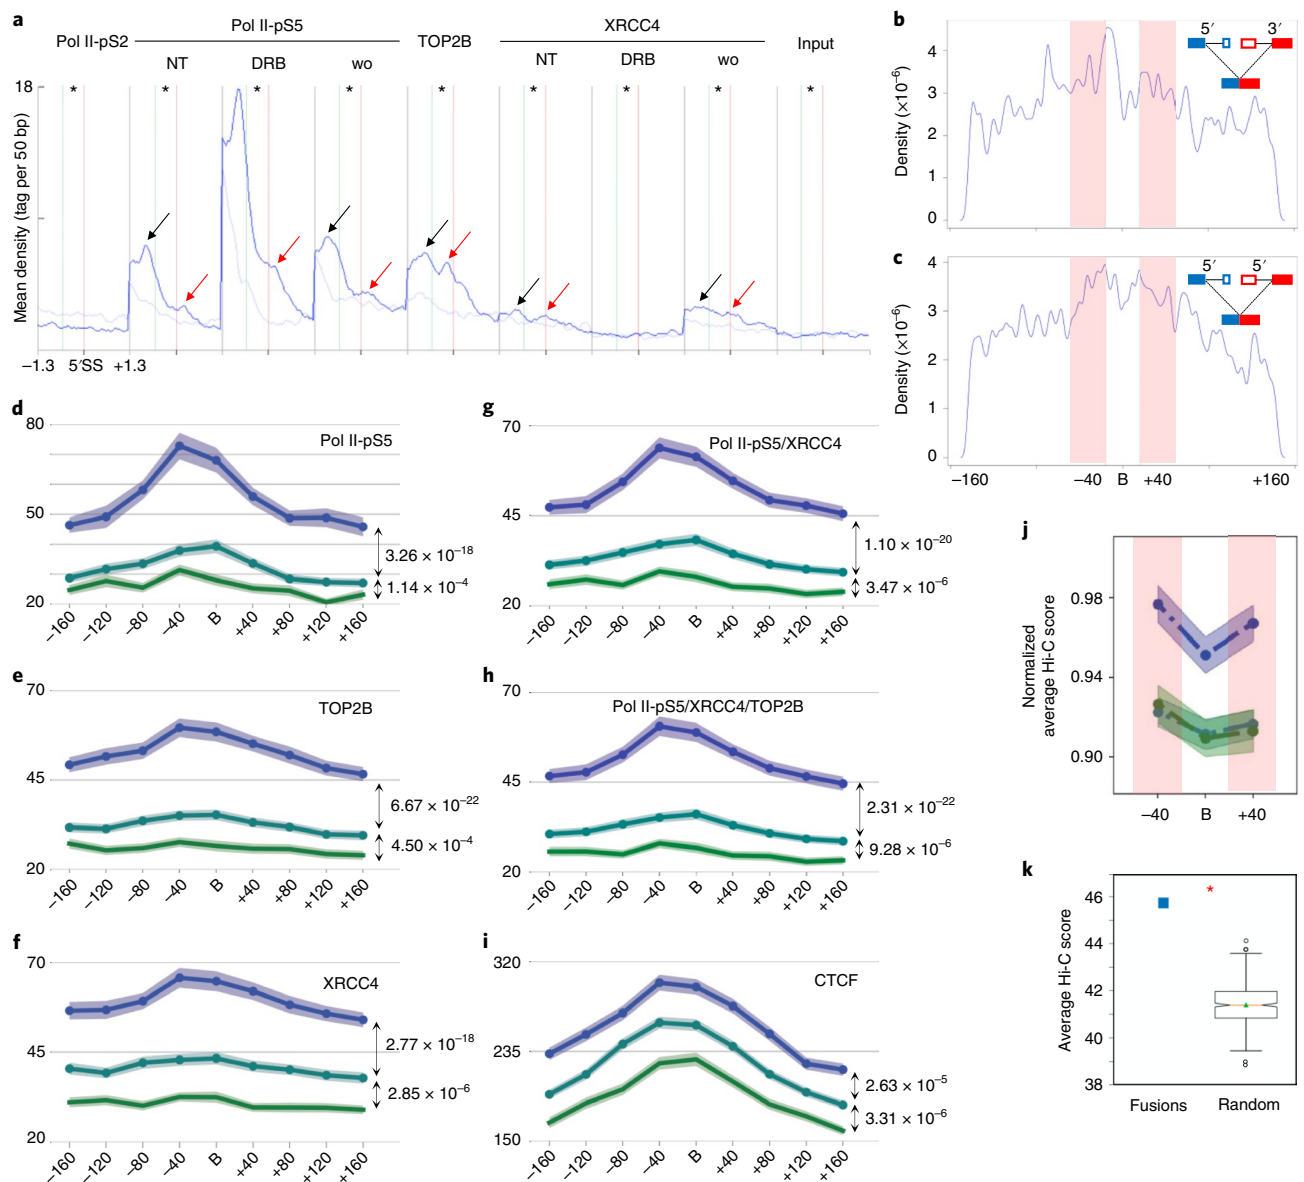 a
Pol II-pS2
Pol II-pS5
TOP2B
XRCC4
Input
NT
DRB
wo
NT
DRB
wo
18
* * * * * * * * *
Mean density (tag per 50 bp)
−1.3 5′SS +1.3
b
5′ 3′
Density (×10−6)
4
3
2
1
0
c
5′ 5′
Density (×10−6)
4
3
2
1
0
−160 −40 B +40 +160
d
Pol II-pS5
80
50
20
3.26 × 10−18
1.14 × 10−4
−160 −120 −80 −40 B +40 +80 +120 +160
g
Pol II-pS5/XRCC4
70
45
20
1.10 × 10−20
3.47 × 10−6
−160 −120 −80 −40 B +40 +80 +120 +160
e
TOP2B
70
45
20
6.67 × 10−22
4.50 × 10−4
−160 −120 −80 −40 B +40 +80 +120 +160
h
Pol II-pS5/XRCC4/TOP2B
70
45
20
2.31 × 10−22
9.28 × 10−6
−160 −120 −80 −40 B +40 +80 +120 +160
f
XRCC4
70
45
20
2.77 × 10−18
2.85 × 10−6
−160 −120 −80 −40 B +40 +80 +120 +160
i
CTCF
320
235
150
2.63 × 10−5
3.31 × 10−6
−160 −120 −80 −40 B +40 +80 +120 +160
j
Normalized
average Hi-C score
0.98
0.94
0.90
−40 B +40
k
Average Hi-C score
46
44
42
40
38
*
Fusions Random